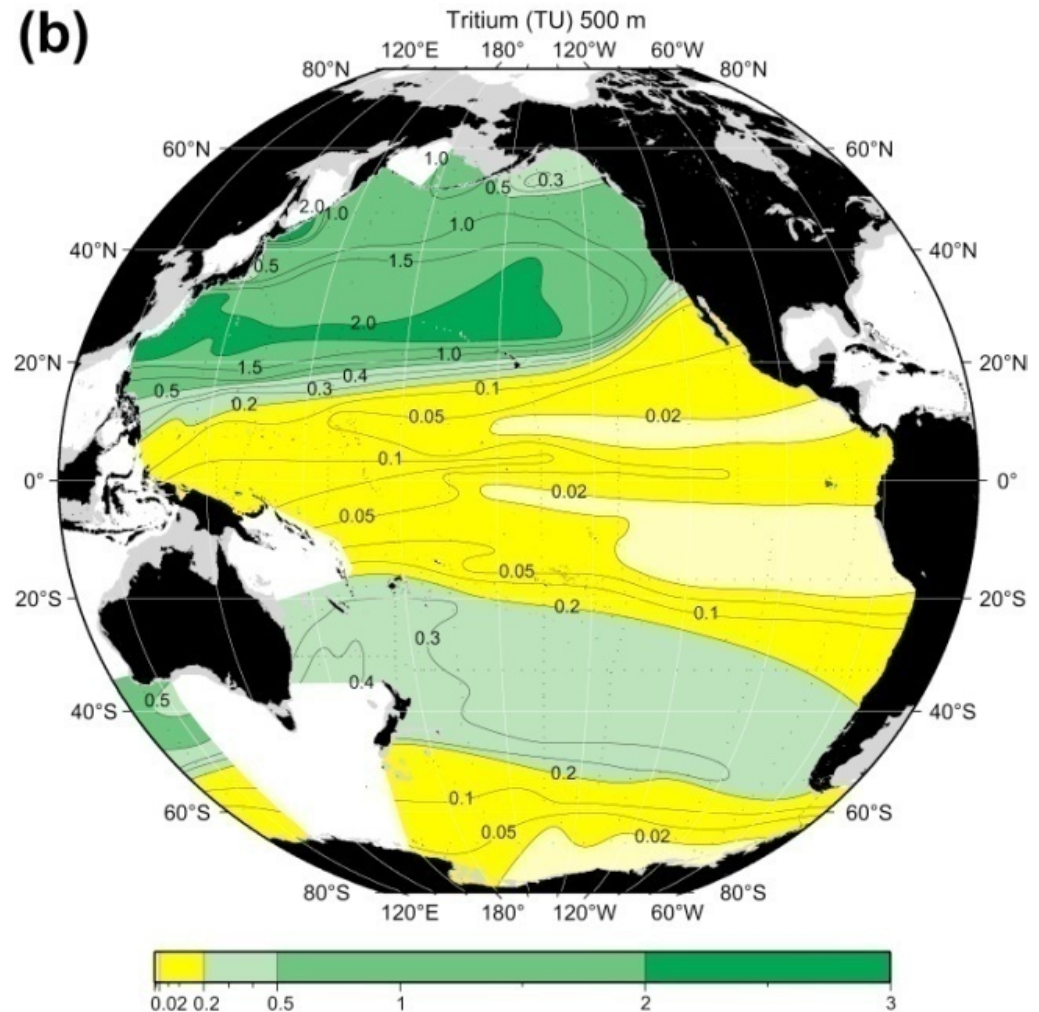 (b)
Tritium (TU) 500 m
120°E 180° 120°W 60°W
80°N 80°N
60°N 60°N
1.0
0.5 0.3
2.0 1.0
1.0
40°N 40°N
0.5 1.5
2.0
20°N 20°N
1.5 1.0
0.5 0.3 0.4
0.2 0.1
0.05 0.02
0.1
0° 0°
0.02
0.05
0.05
20°S 20°S
0.2 0.1
0.3
0.4
0.5
40°S 40°S
0.2
0.1
60°S 60°S
0.05 0.02
80°S 80°S
120°E 180° 120°W 60°W
0.02 0.2 0.5 1 2 3